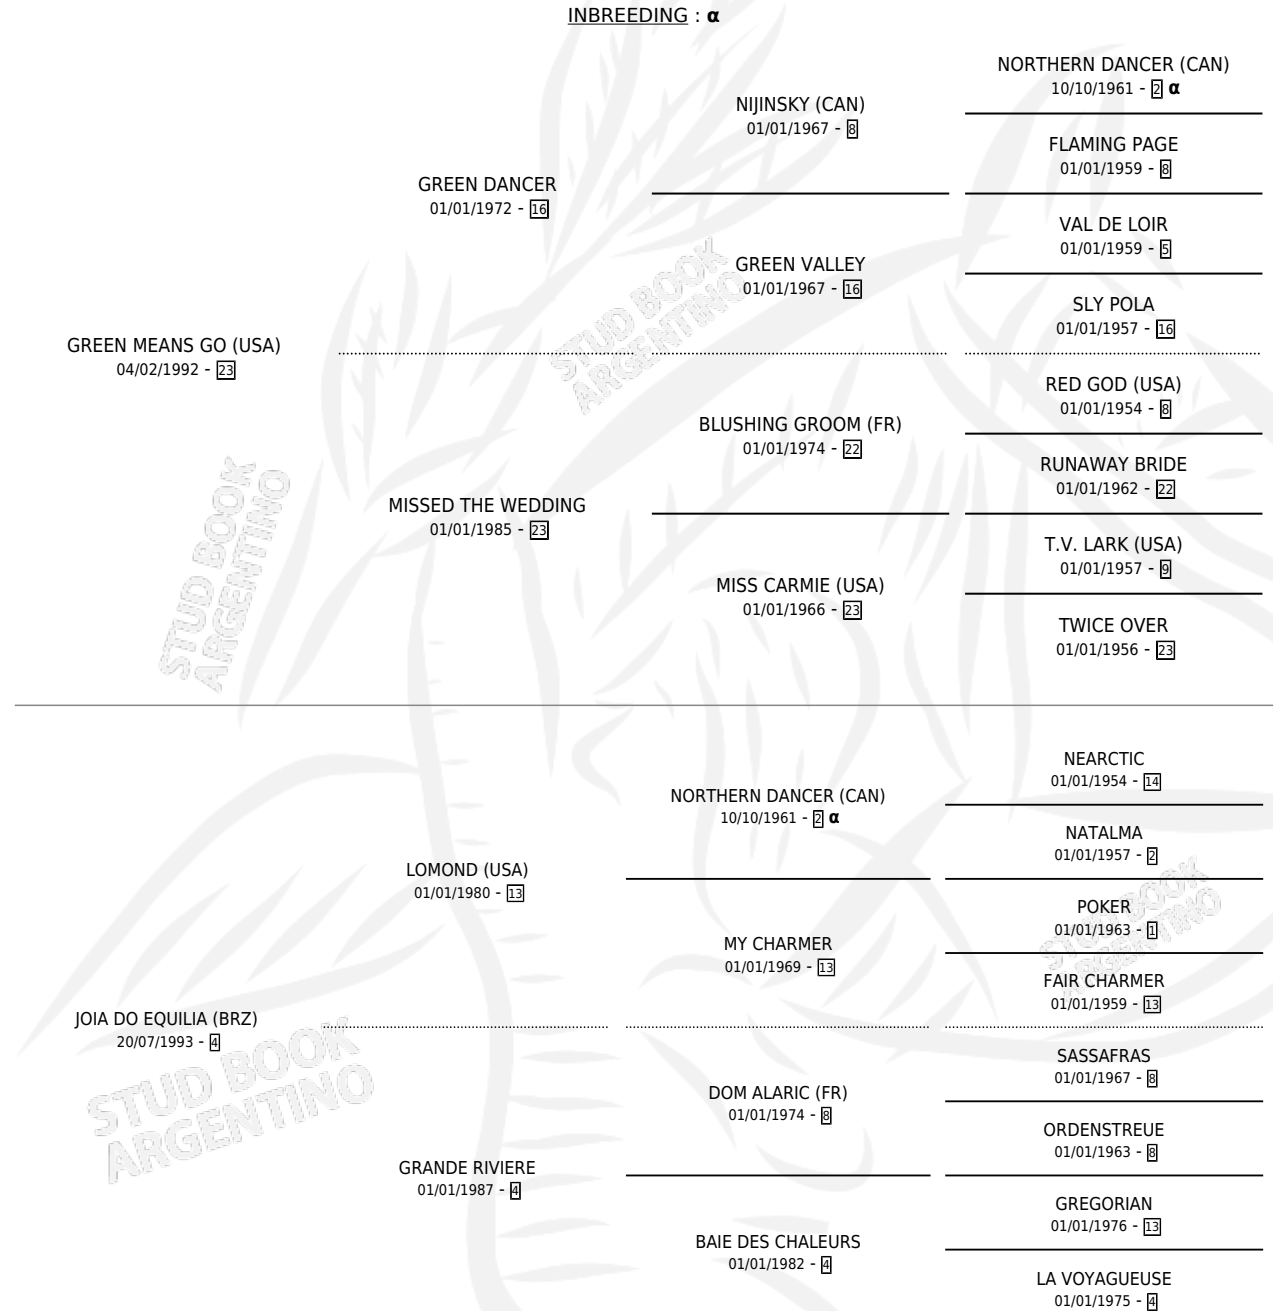 INBREEDING : α
NORTHERN DANCER (CAN)
10/10/1961 - 2 α
NIJINSKY (CAN)
01/01/1967 - 8
FLAMING PAGE
01/01/1959 - 8
GREEN DANCER
01/01/1972 - 16
VAL DE LOIR
01/01/1959 - 5
GREEN VALLEY
01/01/1967 - 16
SLY POLA
01/01/1957 - 16
GREEN MEANS GO (USA)
04/02/1992 - 23
RED GOD (USA)
01/01/1954 - 8
BLUSHING GROOM (FR)
01/01/1974 - 22
RUNAWAY BRIDE
01/01/1962 - 22
MISSED THE WEDDING
01/01/1985 - 23
T.V. LARK (USA)
01/01/1957 - 9
MISS CARMIE (USA)
01/01/1966 - 23
TWICE OVER
01/01/1956 - 23
NEARCTIC
01/01/1954 - 14
NORTHERN DANCER (CAN)
10/10/1961 - 2 α
NATALMA
01/01/1957 - 2
LOMOND (USA)
01/01/1980 - 13
POKER
01/01/1963 - 1
MY CHARMER
01/01/1969 - 13
FAIR CHARMER
01/01/1959 - 13
JOIA DO EQUILIA (BRZ)
20/07/1993 - 4
SASSAFRAS
01/01/1967 - 8
DOM ALARIC (FR)
01/01/1974 - 8
ORDENSTREUE
01/01/1963 - 8
GRANDE RIVIERE
01/01/1987 - 4
GREGORIAN
01/01/1976 - 13
BAIE DES CHALEURS
01/01/1982 - 4
LA VOYAGUEUSE
01/01/1975 - 4
STUD BOOK
ARGENTINO
STUD BOOK
ARGENTINO
STUD BOOK
ARGENTINO
STUD BOOK
ARGENTINO